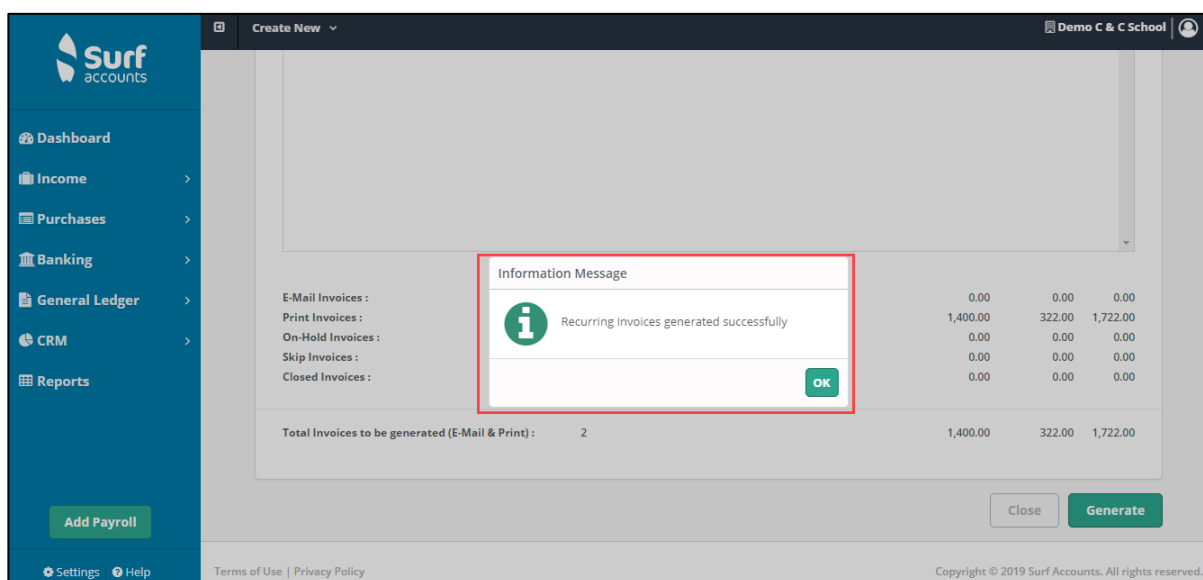 Surf
accounts
Create New
Demo C & C School
Dashboard
Income
Purchases
Banking
General Ledger
CRM
Reports
Add Payroll
Settings Help
Information Message
Recurring Invoices generated successfully
OK
E-Mail Invoices : 0.00 0.00 0.00
Print Invoices : 1,400.00 322.00 1,722.00
On-Hold Invoices : 0.00 0.00 0.00
Skip Invoices : 0.00 0.00 0.00
Closed Invoices : 0.00 0.00 0.00
Total Invoices to be generated (E-Mail & Print) : 2 1,400.00 322.00 1,722.00
Close Generate
Terms of Use | Privacy Policy Copyright © 2019 Surf Accounts. All rights reserved.